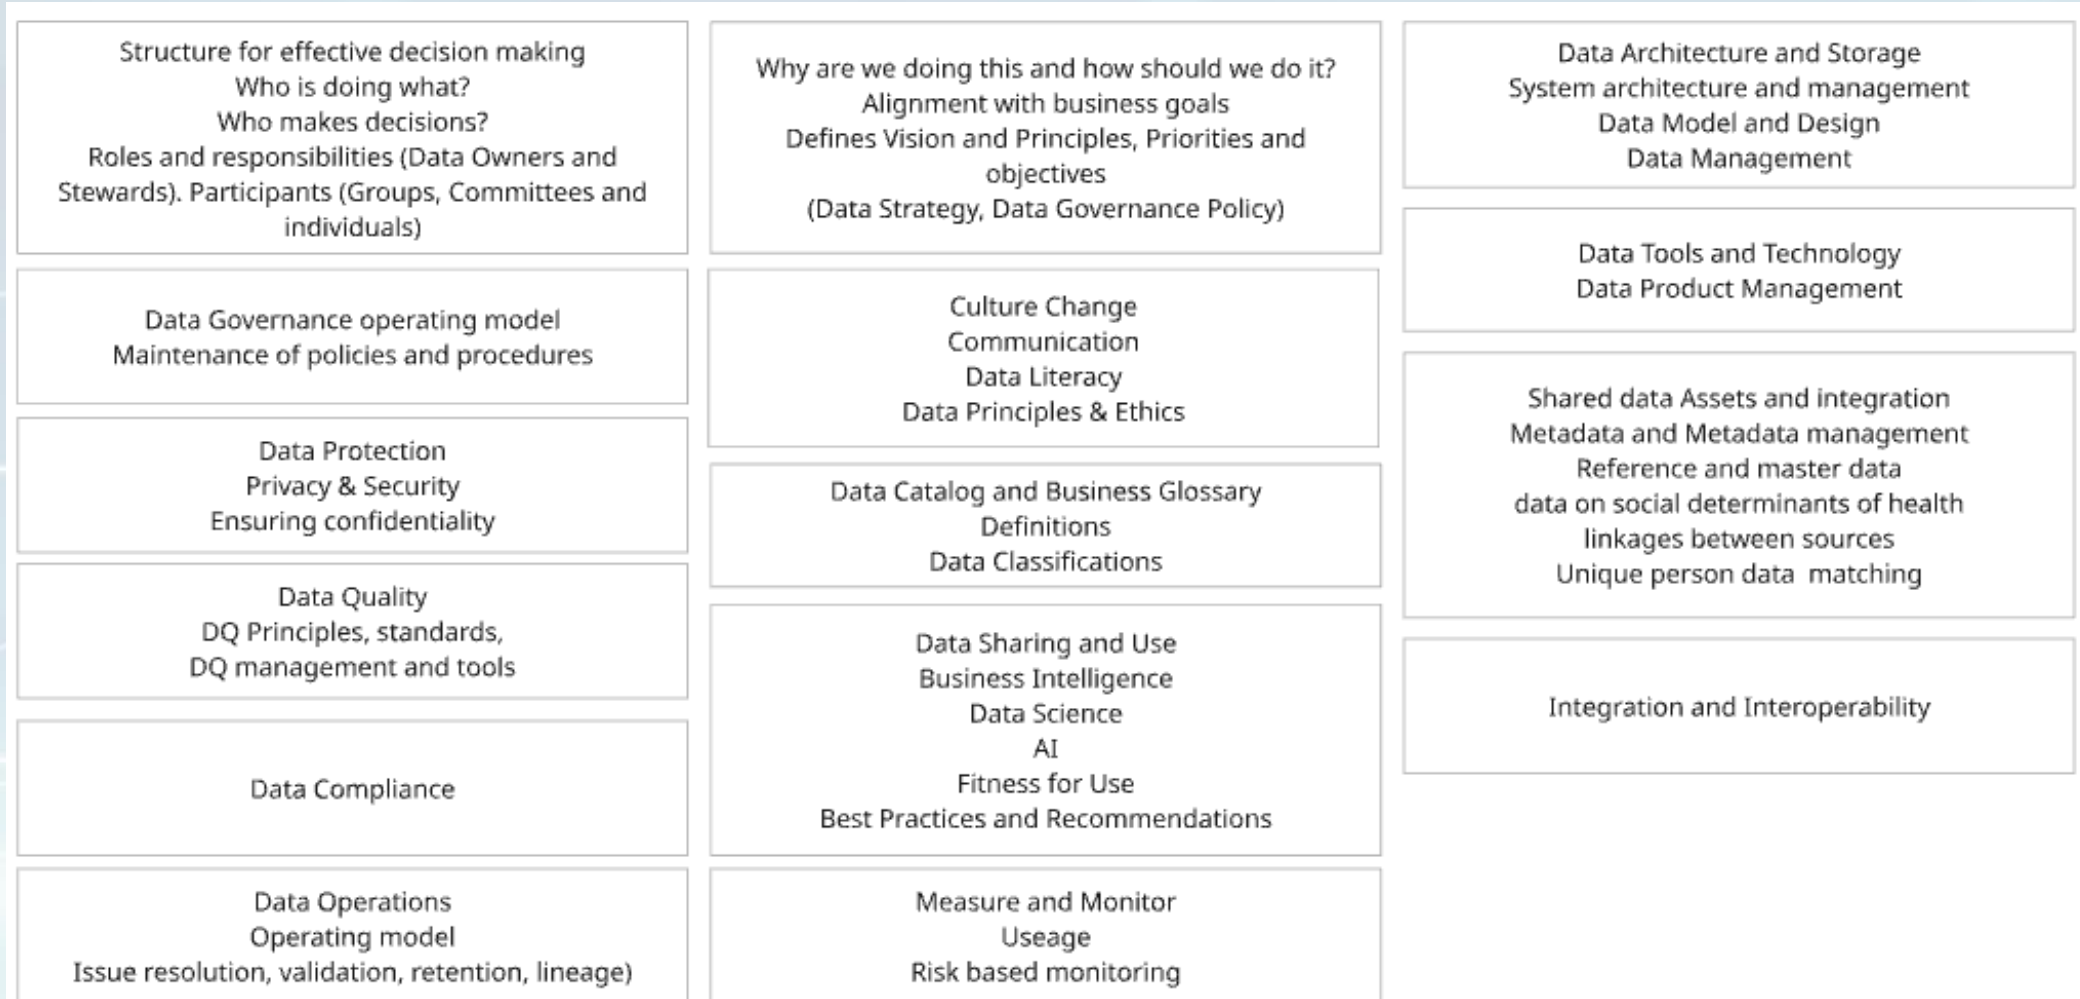 Structure for effective decision making
Who is doing what?
Who makes decisions?
Roles and responsibilities (Data Owners and
Stewards). Participants (Groups, Committees and
individuals)
Data Governance operating model
Maintenance of policies and procedures
Data Protection
Privacy & Security
Ensuring confidentiality
Data Quality
DQ Principles, standards,
DQ management and tools
Data Compliance
Data Operations
Operating model
Issue resolution, validation, retention, lineage)
Why are we doing this and how should we do it?
Alignment with business goals
Defines Vision and Principles, Priorities and
objectives
(Data Strategy, Data Governance Policy)
Culture Change
Communication
Data Literacy
Data Principles & Ethics
Data Catalog and Business Glossary
Definitions
Data Classifications
Data Sharing and Use
Business Intelligence
Data Science
AI
Fitness for Use
Best Practices and Recommendations
Measure and Monitor
Useage
Risk based monitoring
Data Architecture and Storage
System architecture and management
Data Model and Design
Data Management
Data Tools and Technology
Data Product Management
Shared data Assets and integration
Metadata and Metadata management
Reference and master data
data on social determinants of health
linkages between sources
Unique person data  matching
Integration and Interoperability